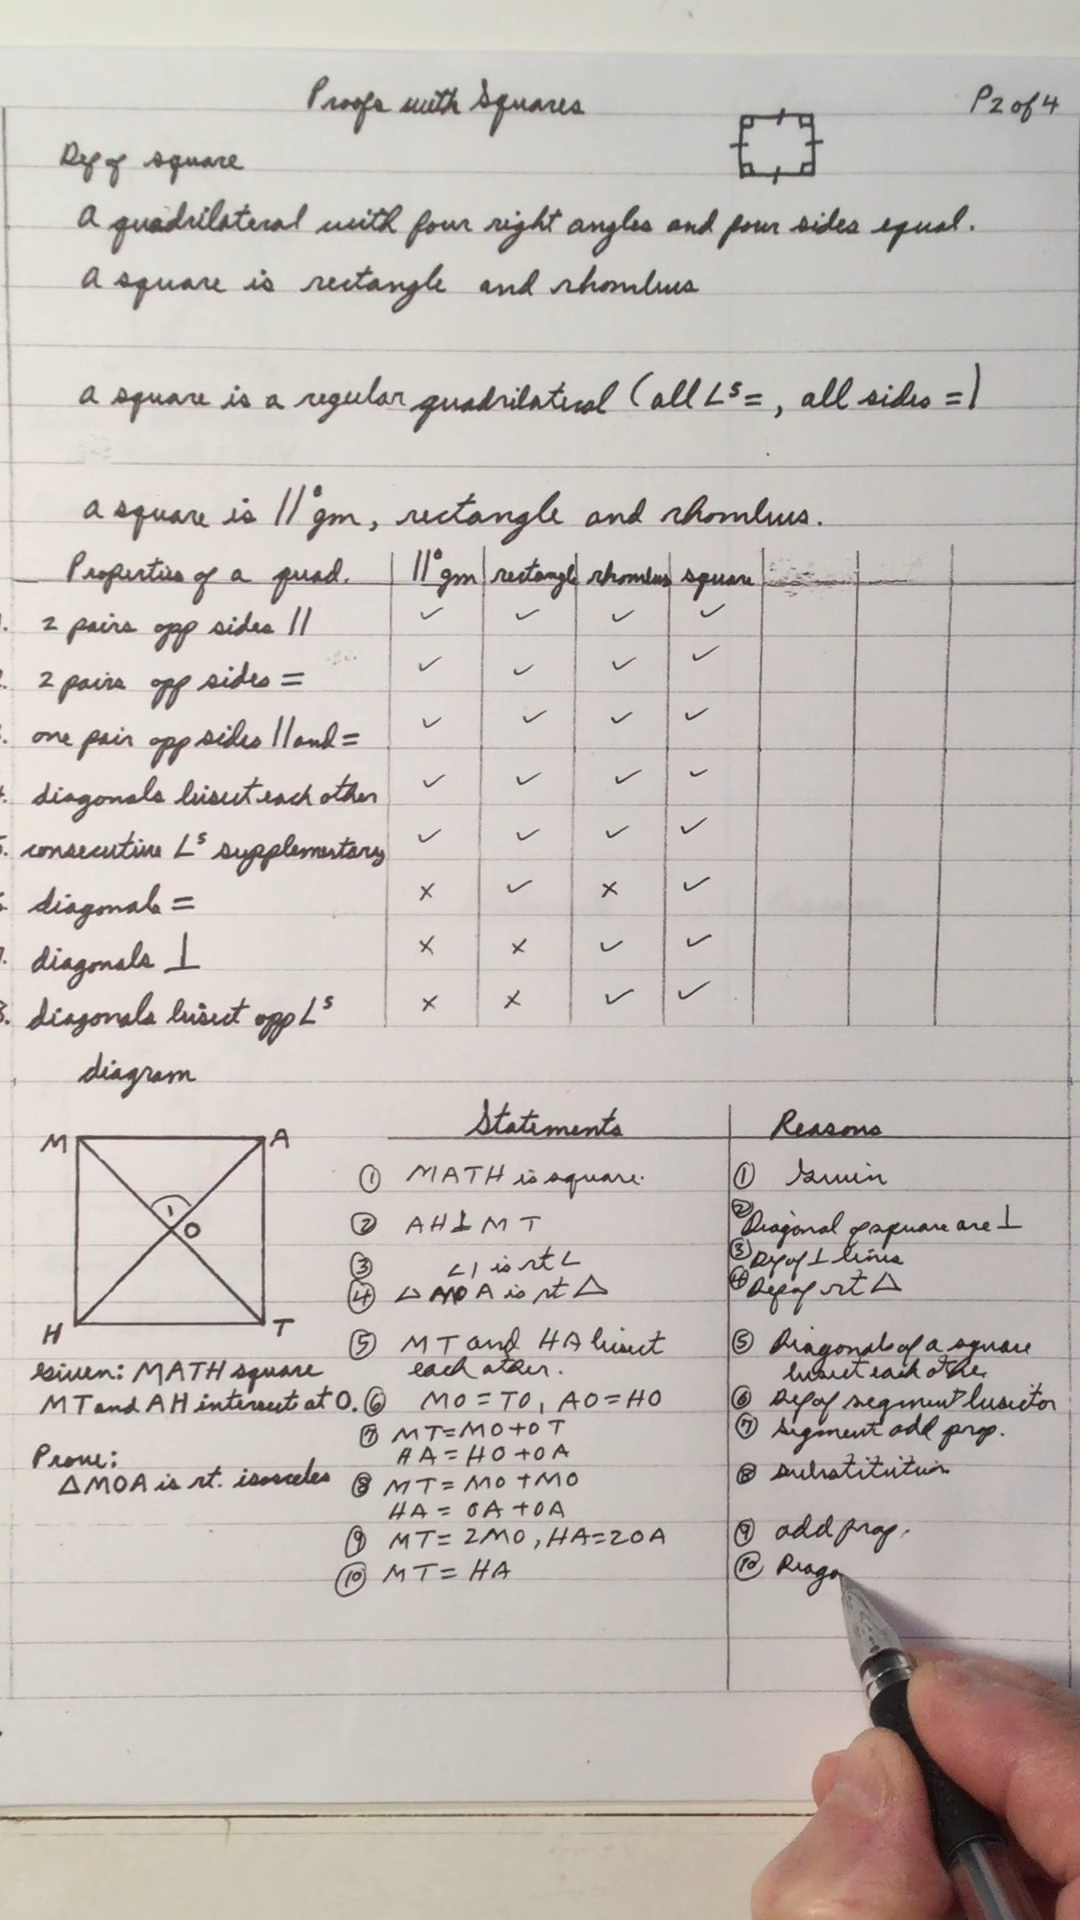 Proofs with Squares
P2 of 4
Def of square
A quadrilateral with four right angles and four sides equal.
A square is rectangle and rhombus
A square is a regular quadrilateral (all ∠s =, all sides =)
A square is ||°gm, rectangle and rhombus.
Properties of a quad. ||°gm rectangle rhombus square
1. 2 pairs opp sides || ✓ ✓ ✓ ✓
2. 2 pairs opp sides = ✓ ✓ ✓ ✓
3. one pair opp sides || and = ✓ ✓ ✓ ✓
4. diagonals bisect each other ✓ ✓ ✓ ✓
5. consecutive ∠s supplementary ✓ ✓ ✓ ✓
6. diagonals = × ✓ × ✓
7. diagonals ⊥ × × ✓ ✓
8. diagonals bisect opp ∠s × × ✓ ✓
diagram
M A
1 O
H T
Given: MATH square
MT and AH intersect at O.
Prove:
△MOA is rt. isosceles
Statements Reasons
① MATH is square. ① Given
② AH ⊥ MT ② Diagonal of square are ⊥
③ ∠1 is rt ∠ ③ Def of ⊥ lines
④ △MOA is rt △ ④ Def of rt △
⑤ MT and HA bisect ⑤ Diagonals of a square
each other. bisect each other.
⑥ MO = TO, AO = HO ⑥ Def of segment bisector
⑦ MT = MO + OT ⑦ Segment add prop.
HA = HO + OA
⑧ MT = MO + MO ⑧ substitution
HA = OA + OA
⑨ MT = 2MO, HA = 2OA ⑨ add prop.
⑩ MT = HA ⑩ Diago